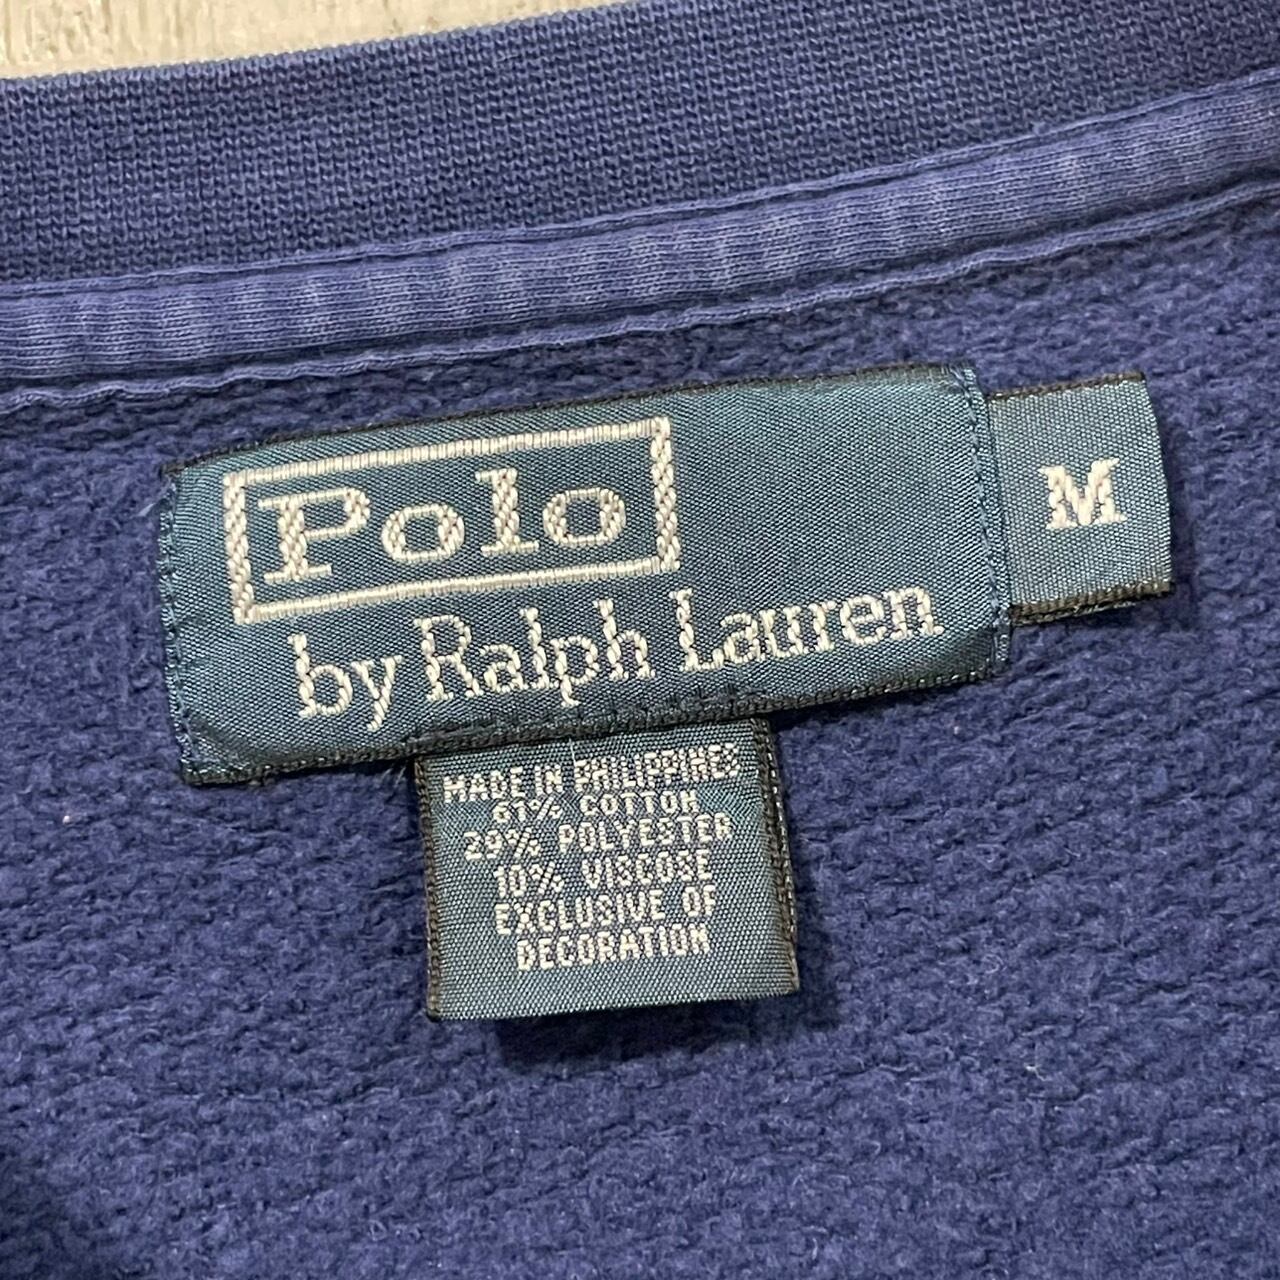 Polo
by Ralph Lauren
M
MADE IN PHILIPPINES
61% COTTON
29% POLYESTER
10% VISCOSE
EXCLUSIVE OF
DECORATION